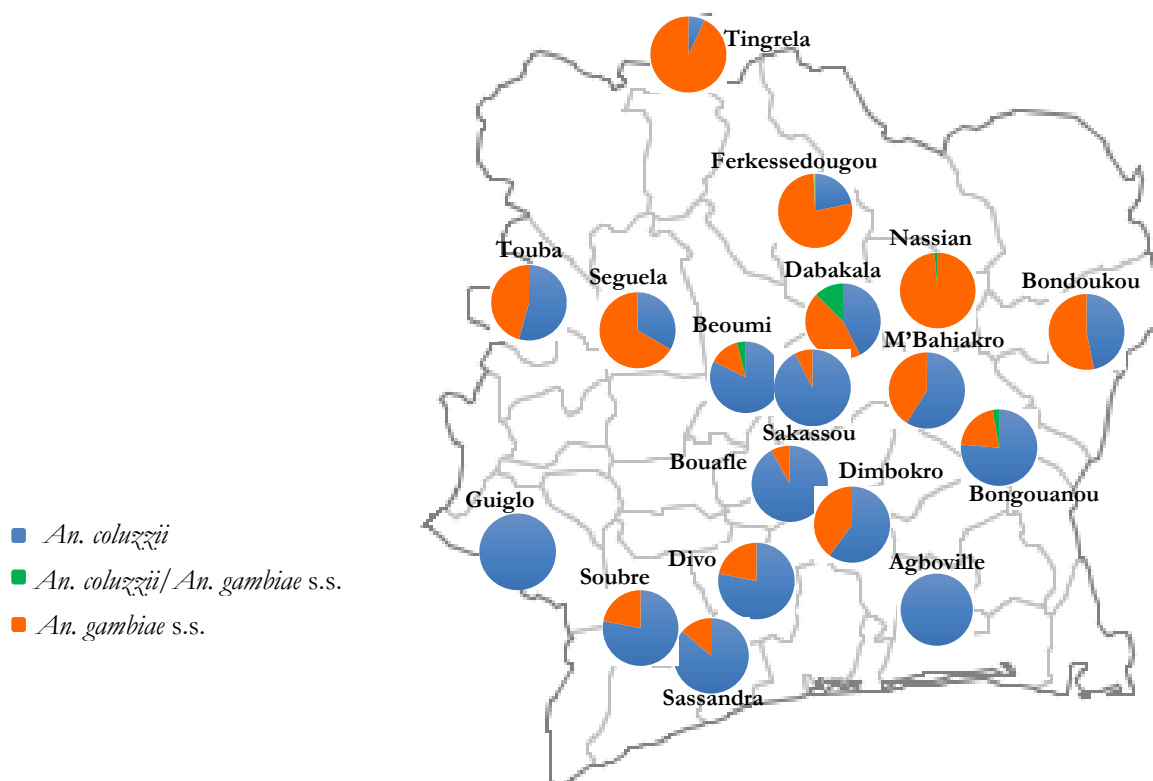 Tingrela
Ferkessedougou
Nassian
Touba
Dabakala
Seguela
Bondoukou
Beoumi
M'Bahiakro
Sakassou
Bouafle
Dimbokro
Guiglo
Bongouanou
An. coluzzii
Divo
Agboville
Soubre
An. coluzzii/An. gambiae s.s.
An. gambiae s.s.
Sassandra